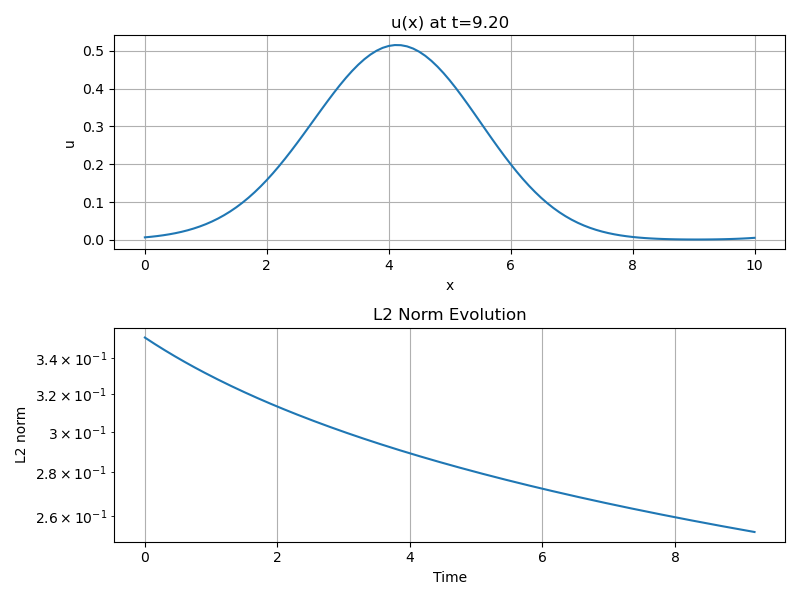 u(x) at t=9.20
u
0.5
0.4
0.3
0.2
0.1
0.0
0 2 4 6 8 10
x
L2 Norm Evolution
L2 norm
3.4 × 10⁻¹
3.2 × 10⁻¹
3 × 10⁻¹
2.8 × 10⁻¹
2.6 × 10⁻¹
0 2 4 6 8
Time